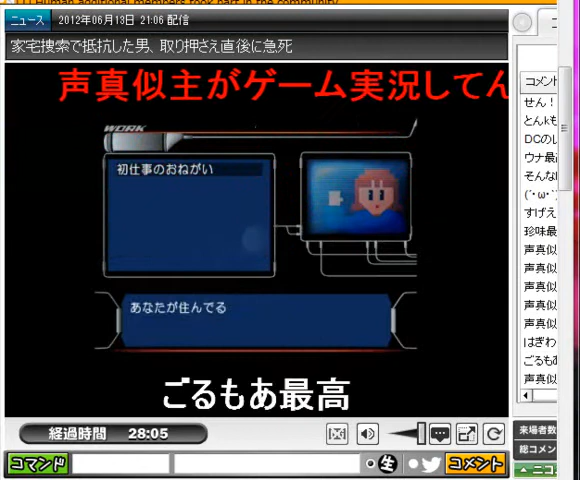 [1] Human additional members took part in the community
ニュース 2012年06月13日 21:06 配信
家宅捜索で抵抗した男、取り押さえ直後に急死
声真似主がゲーム実況してん
WORK
初仕事のおねがい
あなたが住んでる
ごるもあ最高
経過時間 28:05
コマンド
生
コメント
コメント
せん！
とんkも
DCのし
ウナ最
そんな
(´・ω・`)
すげえ
珍味最
声真似
声真似
声真似
声真似
声真似
はぎわ
ごるもあ
声真似
来場者数
総コメン
ニコ